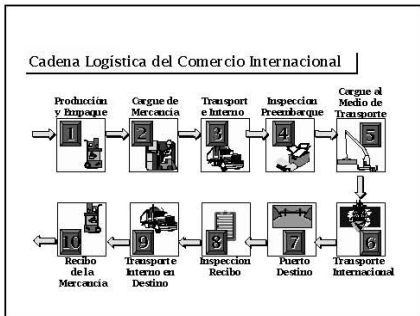 Cadena Logística del Comercio Internacional
Producción
y Empaque
1
Cargue de
Mercancía
2
Transport
e Interno
3
Inspeccion
Preembarque
4
Cargue al
Medio de
Transporte
5
6
Transporte
Internacional
7
Puerto
Destino
8
Inspeccion
Recibo
9
Transporte
Interno en
Destino
10
Recibo
de la
Mercancía